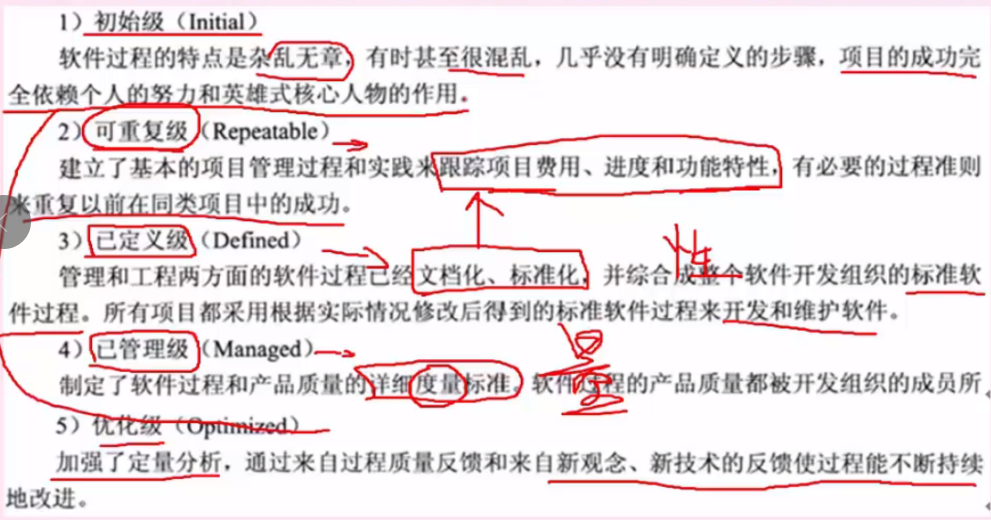 1）初始级（Initial）
软件过程的特点是杂乱无章，有时甚至很混乱，几乎没有明确定义的步骤，项目的成功完
全依赖个人的努力和英雄式核心人物的作用。
2）可重复级（Repeatable）
建立了基本的项目管理过程和实践来跟踪项目费用、进度和功能特性，有必要的过程准则
来重复以前在同类项目中的成功。
3）已定义级（Defined）
管理和工程两方面的软件过程已经文档化、标准化，并综合成整个软件开发组织的标准软
件过程。所有项目都采用根据实际情况修改后得到的标准软件过程来开发和维护软件。
4）已管理级（Managed）
制定了软件过程和产品质量的详细度量标准。软件过程的产品质量都被开发组织的成员所
5）优化级（Optimized）
加强了定量分析，通过来自过程质量反馈和来自新观念、新技术的反馈使过程能不断持续
地改进。